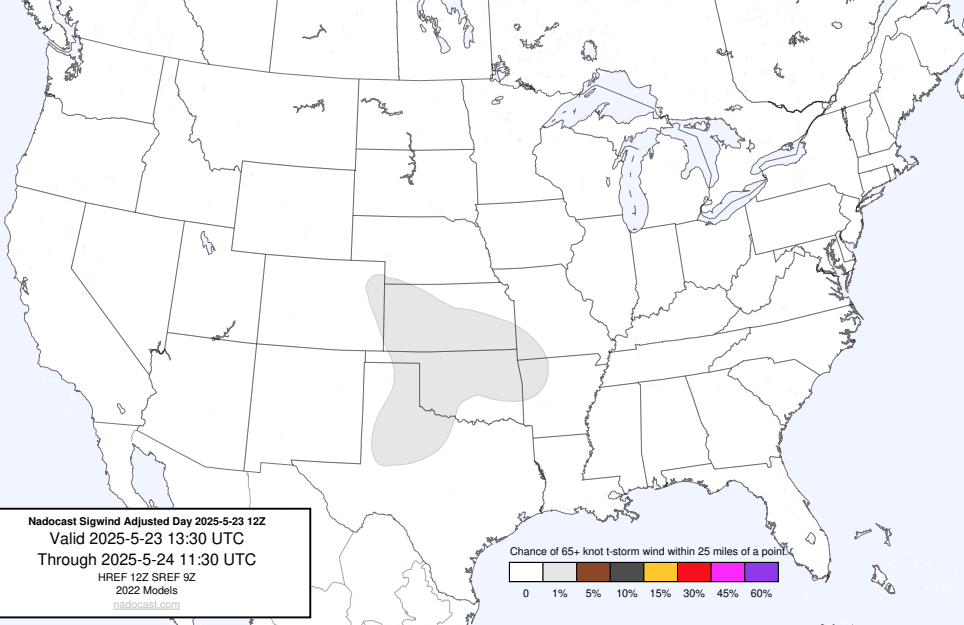 Nadocast Sigwind Adjusted Day 2025-5-23 12Z
Valid 2025-5-23 13:30 UTC
Through 2025-5-24 11:30 UTC
HREF 12Z SREF 9Z
2022 Models
nadocast.com
Chance of 65+ knot t-storm wind within 25 miles of a point.
0 1% 5% 10% 15% 30% 45% 60%